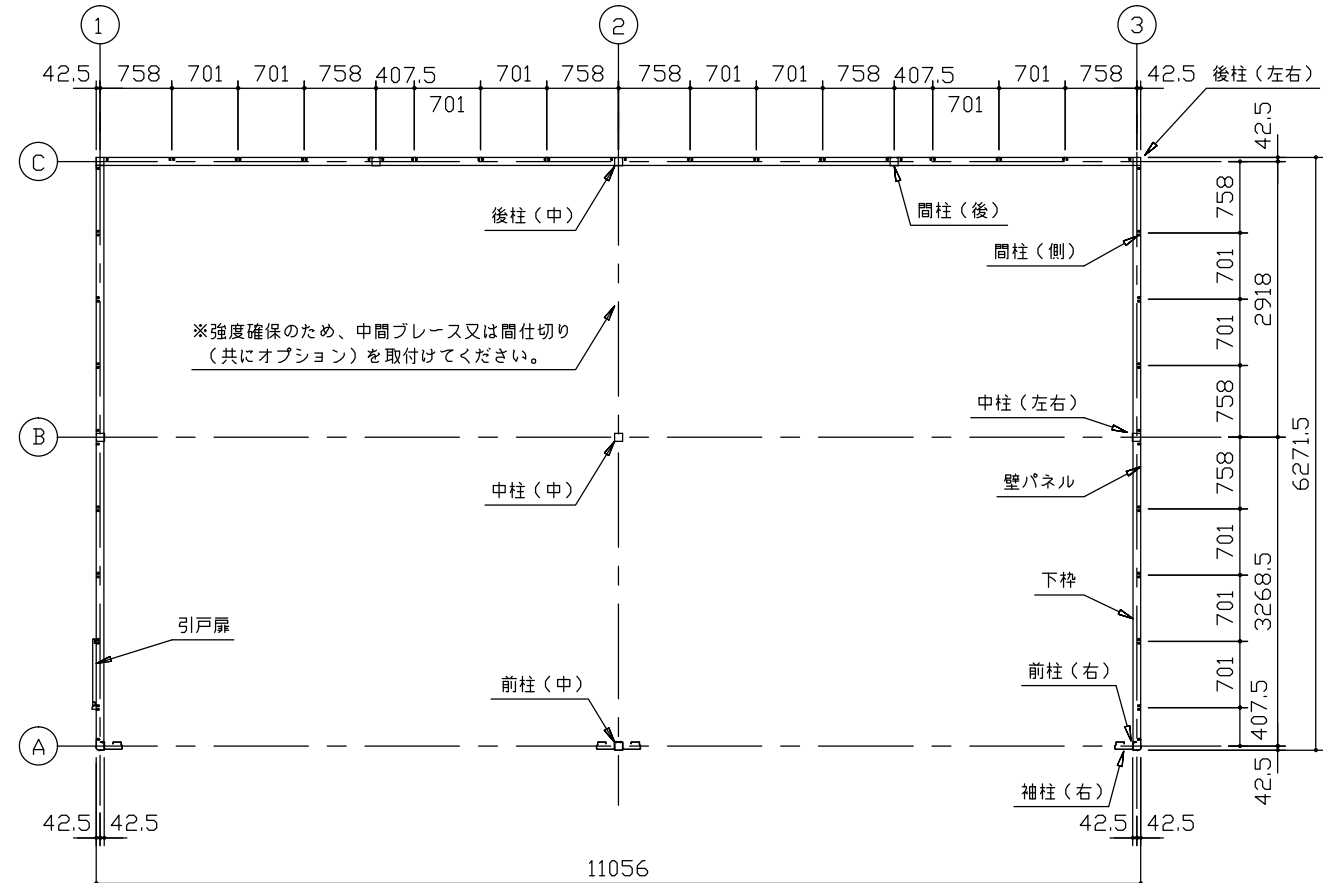 1
2
3
42.5 758 701 701 758 407.5 701 758 758 701 701 758 407.5 701 758 42.5
701
701
後柱（左右）
C
後柱（中）
間柱（後）
間柱（側）
※強度確保のため、中間ブレース又は間仕切り
（共にオプション）を取付けてください。
中柱（左右）
B
中柱（中）
壁パネル
下枠
引戸扉
前柱（中）
前柱（右）
A
袖柱（右）
42.5
758
701
701
758
758
701
701
701
407.5
42.5
2918
3268.5
6271.5
42.5 42.5
42.5 42.5
11056